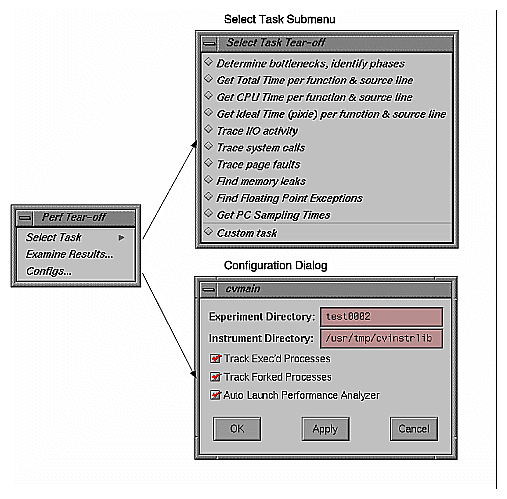 Select Task Submenu
Select Task Tear-off
Determine bottlenecks, identify phases
Get Total Time per function & source line
Get CPU Time per function & source line
Get Ideal Time (pixie) per function & source line
Trace I/O activity
Trace system calls
Trace page faults
Find memory leaks
Find Floating Point Exceptions
Get PC Sampling Times
Custom task
Perf Tear-off
Select Task
Examine Results...
Configs...
Configuration Dialog
cvmain
Experiment Directory: test0002
Instrument Directory: /usr/tmp/cvinstrlib
Track Exec'd Processes
Track Forked Processes
Auto Launch Performance Analyzer
OK Apply Cancel